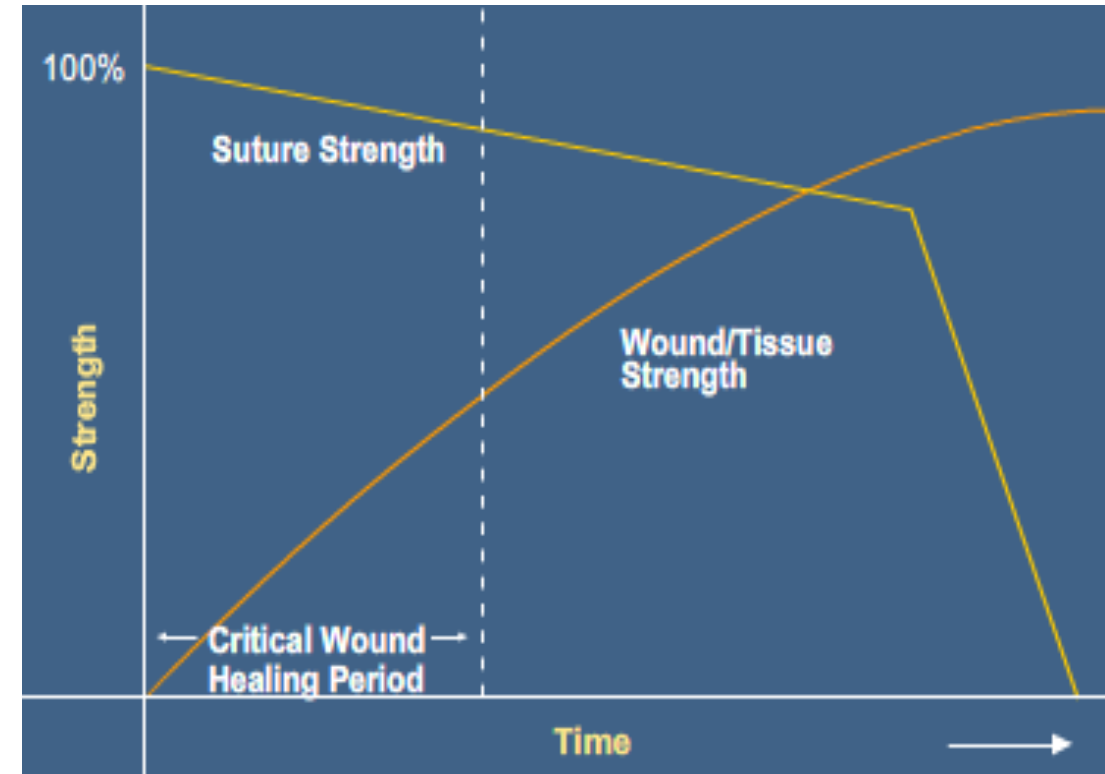 100%
Suture Strength
Wound/Tissue
Strength
Strength
Critical Wound
Healing Period
Time